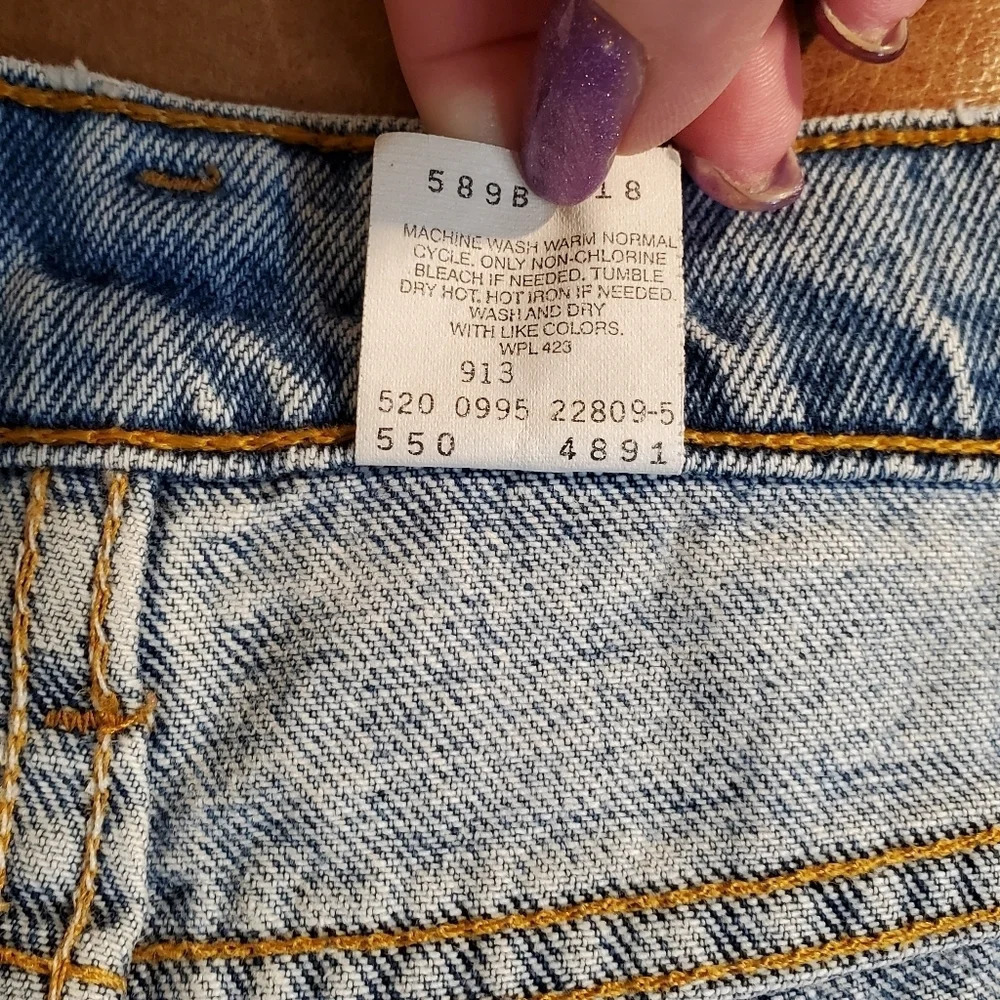 589B 18
MACHINE WASH WARM NORMAL
CYCLE. ONLY NON-CHLORINE
BLEACH IF NEEDED. TUMBLE
DRY HOT. HOT IRON IF NEEDED.
WASH AND DRY
WITH LIKE COLORS.
WPL 423
913
520 0995 22809-5
550 4891